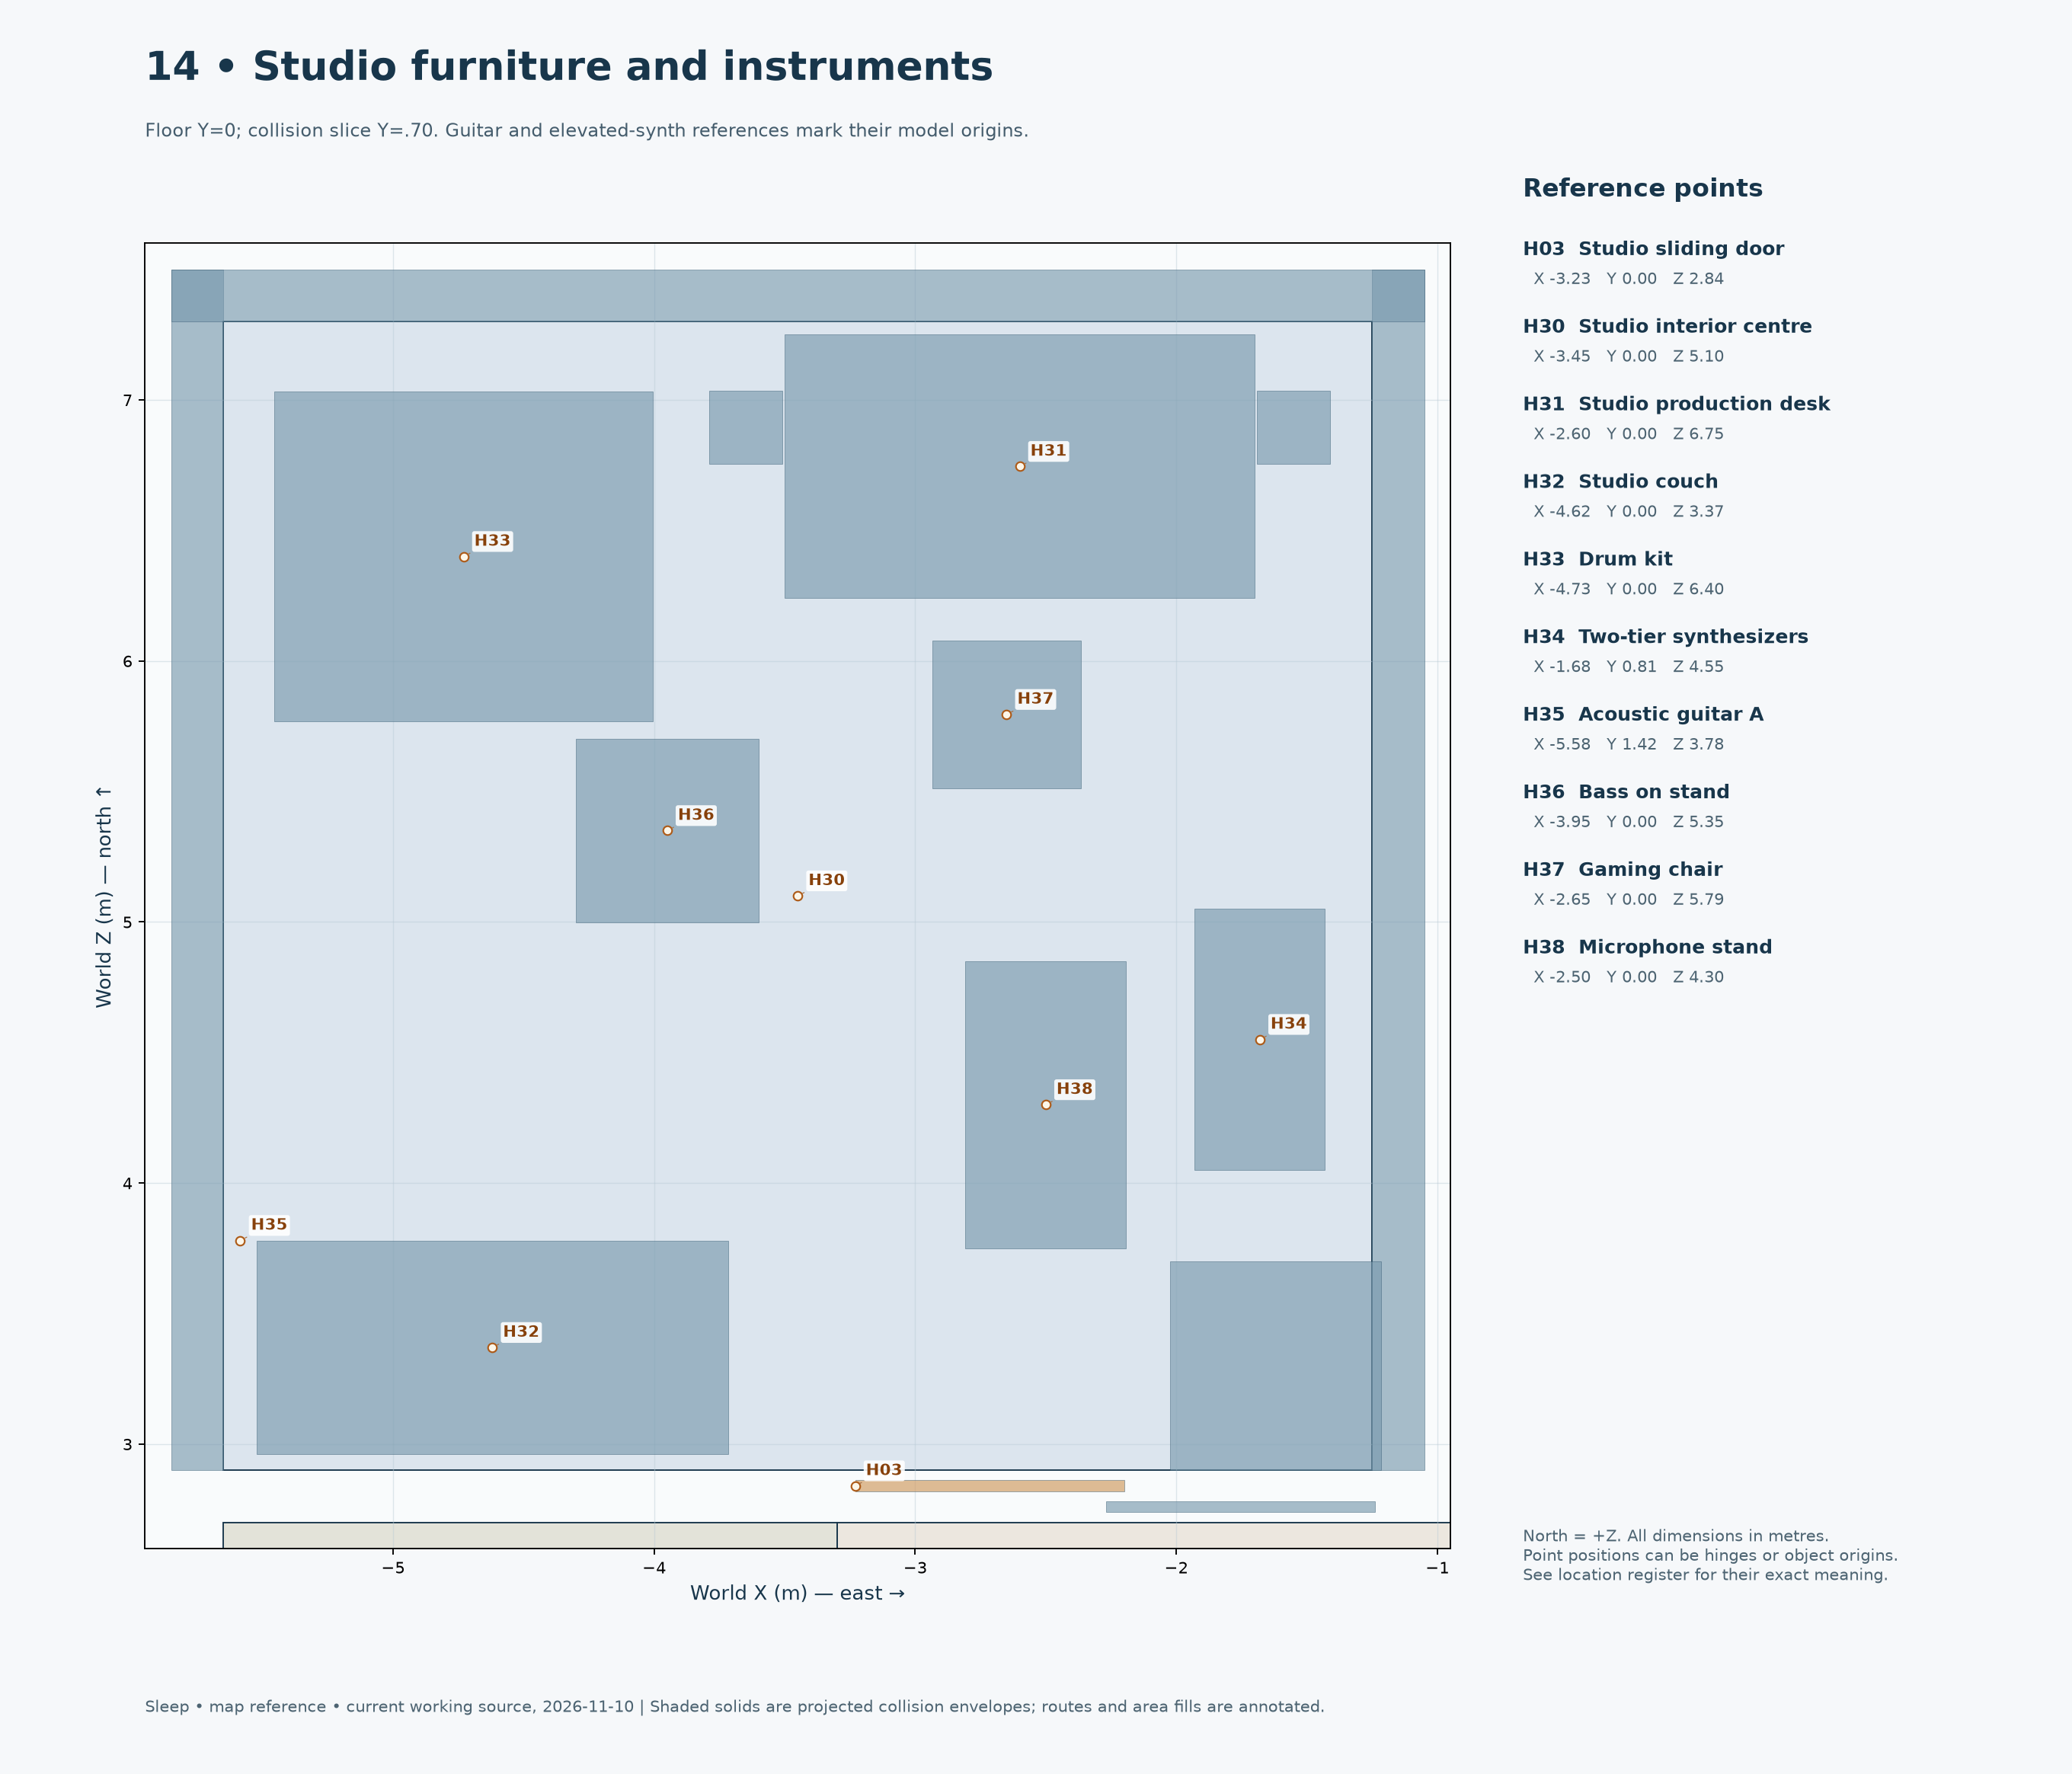 14 • Studio furniture and instruments
Floor Y=0; collision slice Y=.70. Guitar and elevated-synth references mark their model origins.
Reference points
H03 Studio sliding door
X -3.23 Y 0.00 Z 2.84
H30 Studio interior centre
X -3.45 Y 0.00 Z 5.10
H31 Studio production desk
X -2.60 Y 0.00 Z 6.75
H32 Studio couch
X -4.62 Y 0.00 Z 3.37
H33 Drum kit
X -4.73 Y 0.00 Z 6.40
H34 Two-tier synthesizers
X -1.68 Y 0.81 Z 4.55
H35 Acoustic guitar A
X -5.58 Y 1.42 Z 3.78
H36 Bass on stand
X -3.95 Y 0.00 Z 5.35
H37 Gaming chair
X -2.65 Y 0.00 Z 5.79
H38 Microphone stand
X -2.50 Y 0.00 Z 4.30
North = +Z. All dimensions in metres.
Point positions can be hinges or object origins.
See location register for their exact meaning.
World Z (m) — north ↑
7
6
5
4
3
H31
H33
H37
H36
H30
H34
H38
H35
H32
H03
−5
−4
−3
−2
−1
World X (m) — east →
Sleep • map reference • current working source, 2026-11-10 | Shaded solids are projected collision envelopes; routes and area fills are annotated.